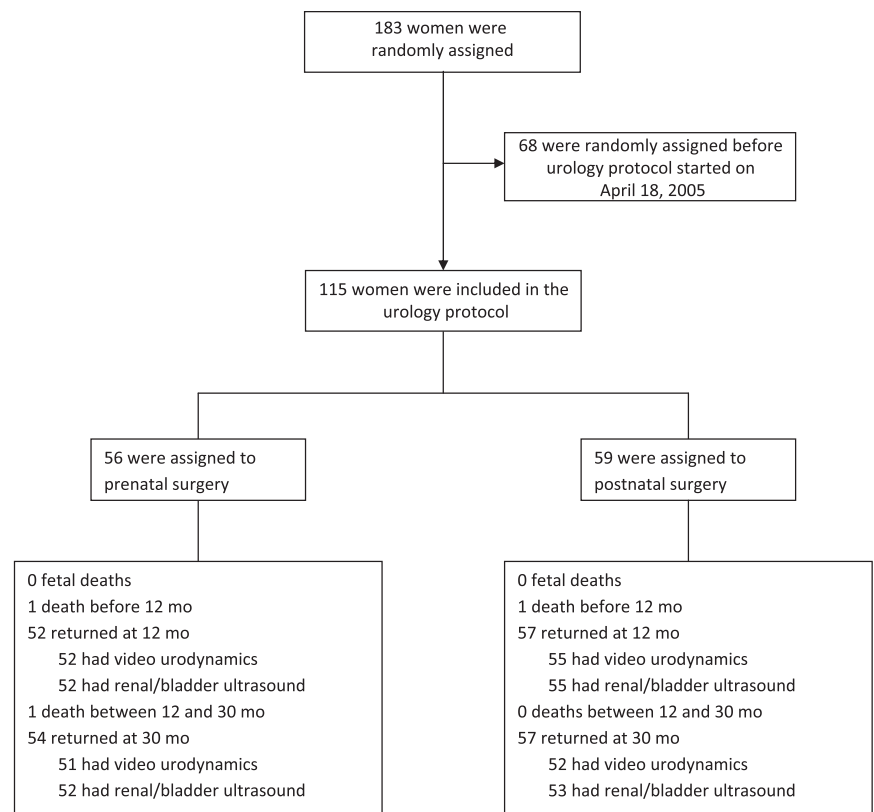 183 women were
randomly assigned
68 were randomly assigned before
urology protocol started on
April 18, 2005
115 women were included in the
urology protocol
56 were assigned to
prenatal surgery
59 were assigned to
postnatal surgery
0 fetal deaths
1 death before 12 mo
52 returned at 12 mo
52 had video urodynamics
52 had renal/bladder ultrasound
1 death between 12 and 30 mo
54 returned at 30 mo
51 had video urodynamics
52 had renal/bladder ultrasound
0 fetal deaths
1 death before 12 mo
57 returned at 12 mo
55 had video urodynamics
55 had renal/bladder ultrasound
0 deaths between 12 and 30 mo
57 returned at 30 mo
52 had video urodynamics
53 had renal/bladder ultrasound